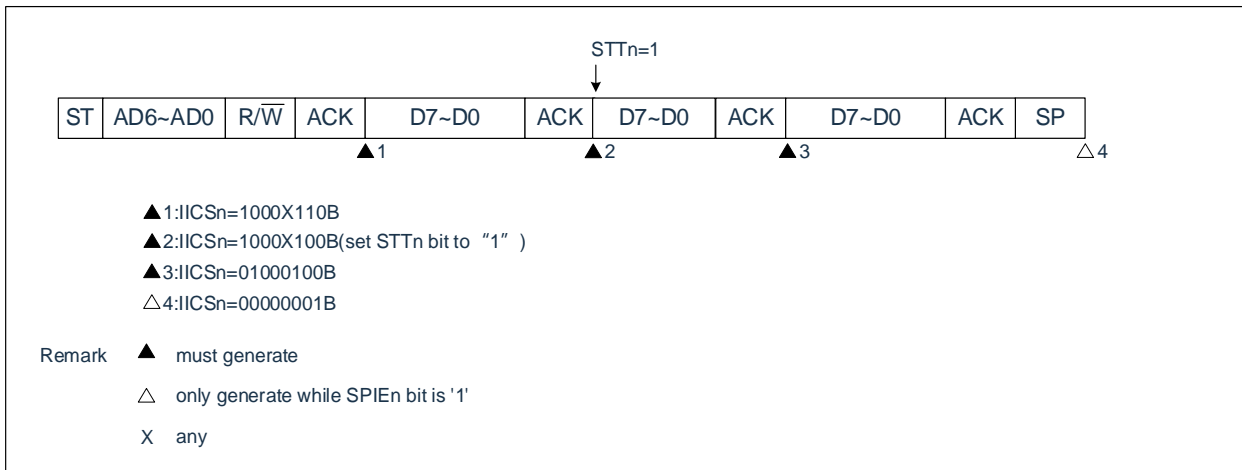 STTn=1
ST AD6~AD0 R/W̅ ACK D7~D0 ACK D7~D0 ACK D7~D0 ACK SP
▲1 ▲2 ▲3 △4
▲1:IICSn=1000X110B
▲2:IICSn=1000X100B(set STTn bit to “1” )
▲3:IICSn=01000100B
△4:IICSn=00000001B
Remark ▲ must generate
△ only generate while SPIEn bit is '1'
X any